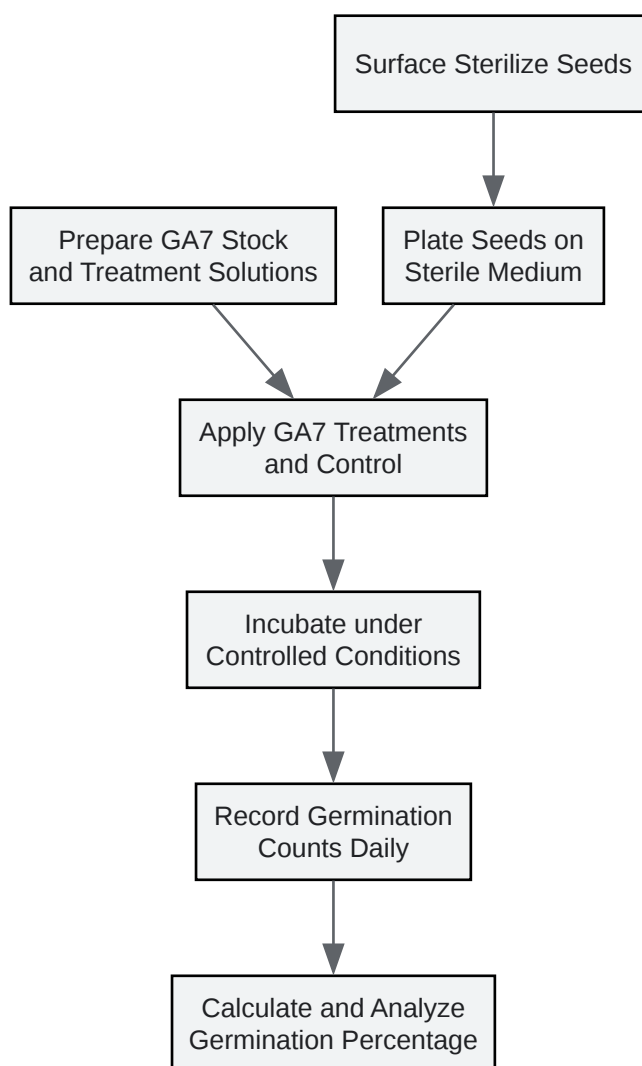 Surface Sterilize Seeds
Prepare GA7 Stock
and Treatment Solutions
Plate Seeds on
Sterile Medium
Apply GA7 Treatments
and Control
Incubate under
Controlled Conditions
Record Germination
Counts Daily
Calculate and Analyze
Germination Percentage